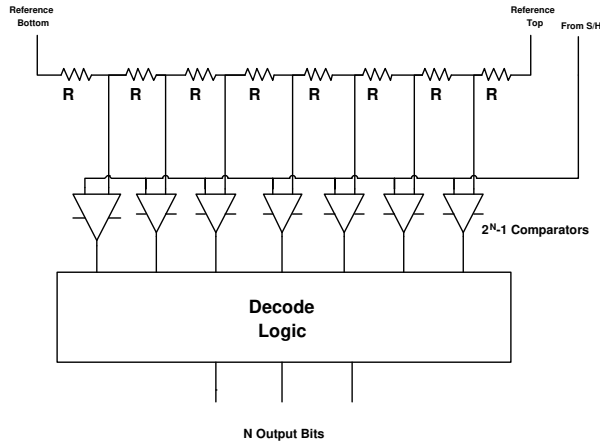 Reference
Bottom
Reference
Top
From S/H
R
R
R
R
R
R
R
R
2ᴺ-1 Comparators
Decode
Logic
N Output Bits